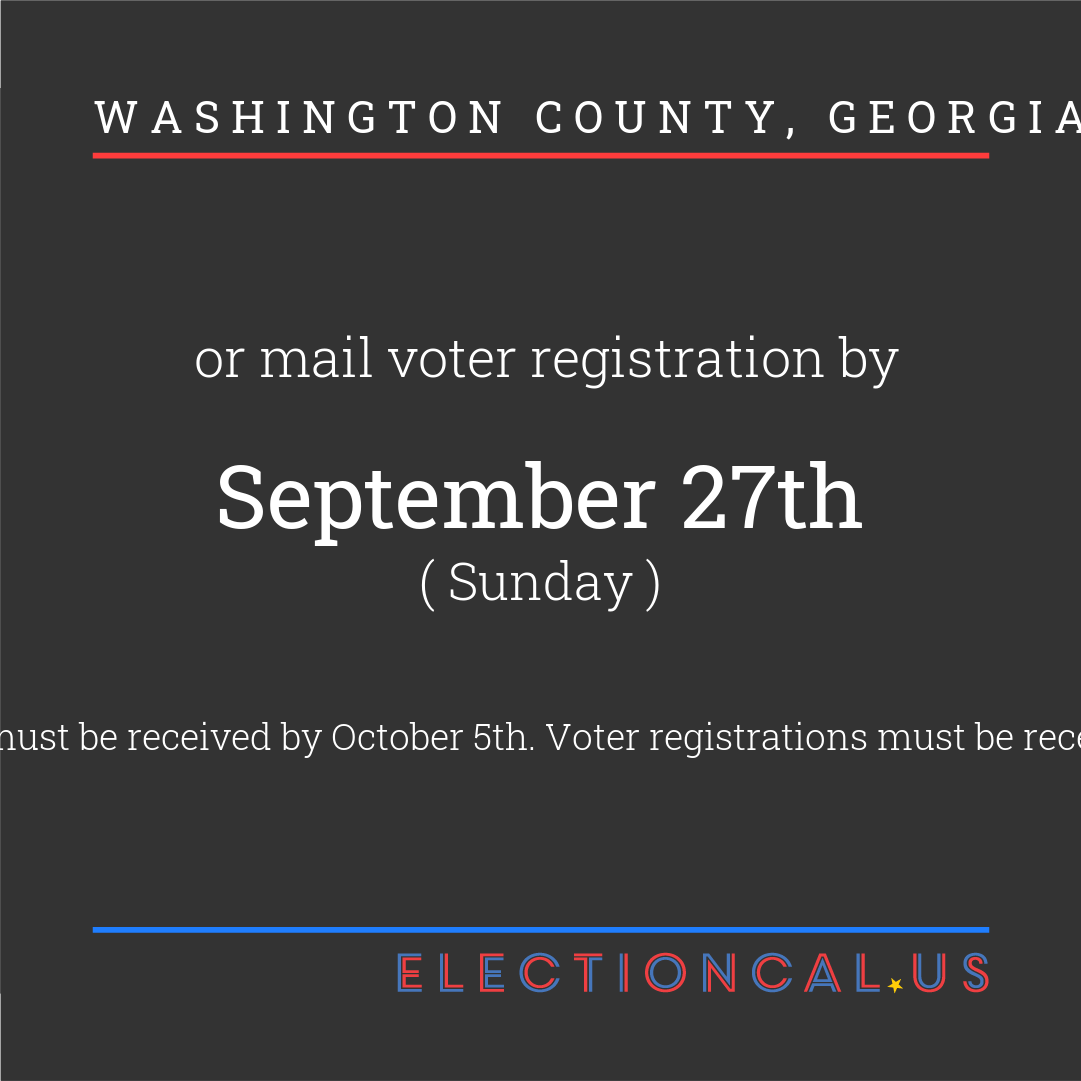 WASHINGTON COUNTY, GEORGIA
or mail voter registration by
September 27th
( Sunday )
must be received by October 5th. Voter registrations must be rece
ELECTIONCAL.US